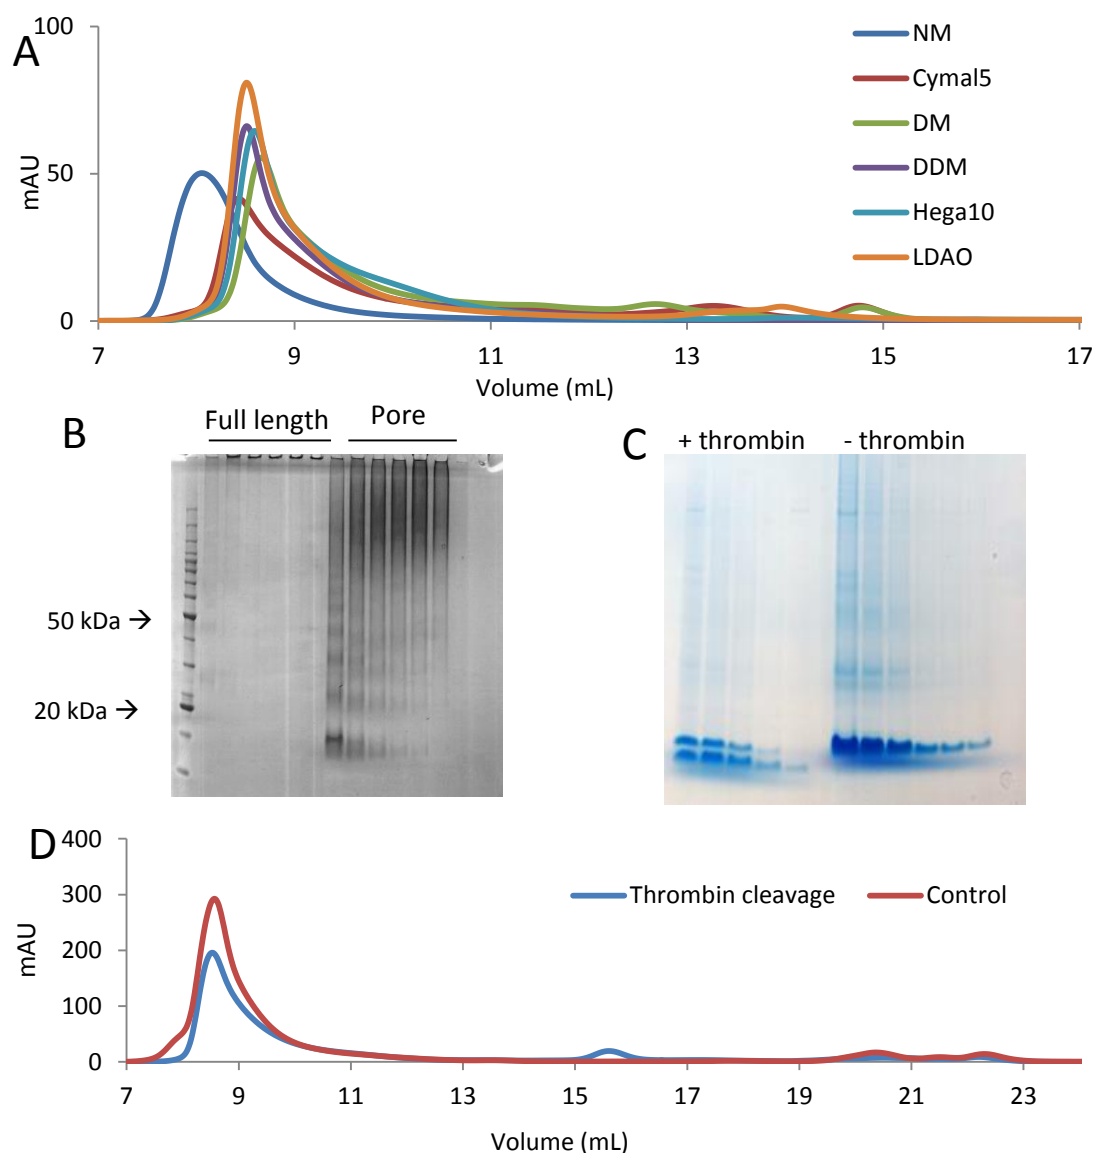 A
100
50
0
mAU
7 9 11 13 15 17
Volume (mL)
NM
Cymal5
DM
DDM
Hega10
LDAO
B
Full length Pore
50 kDa →
20 kDa →
C
+ thrombin - thrombin
D
400
300
200
100
0
mAU
Thrombin cleavage Control
7 9 11 13 15 17 19 21 23
Volume (mL)